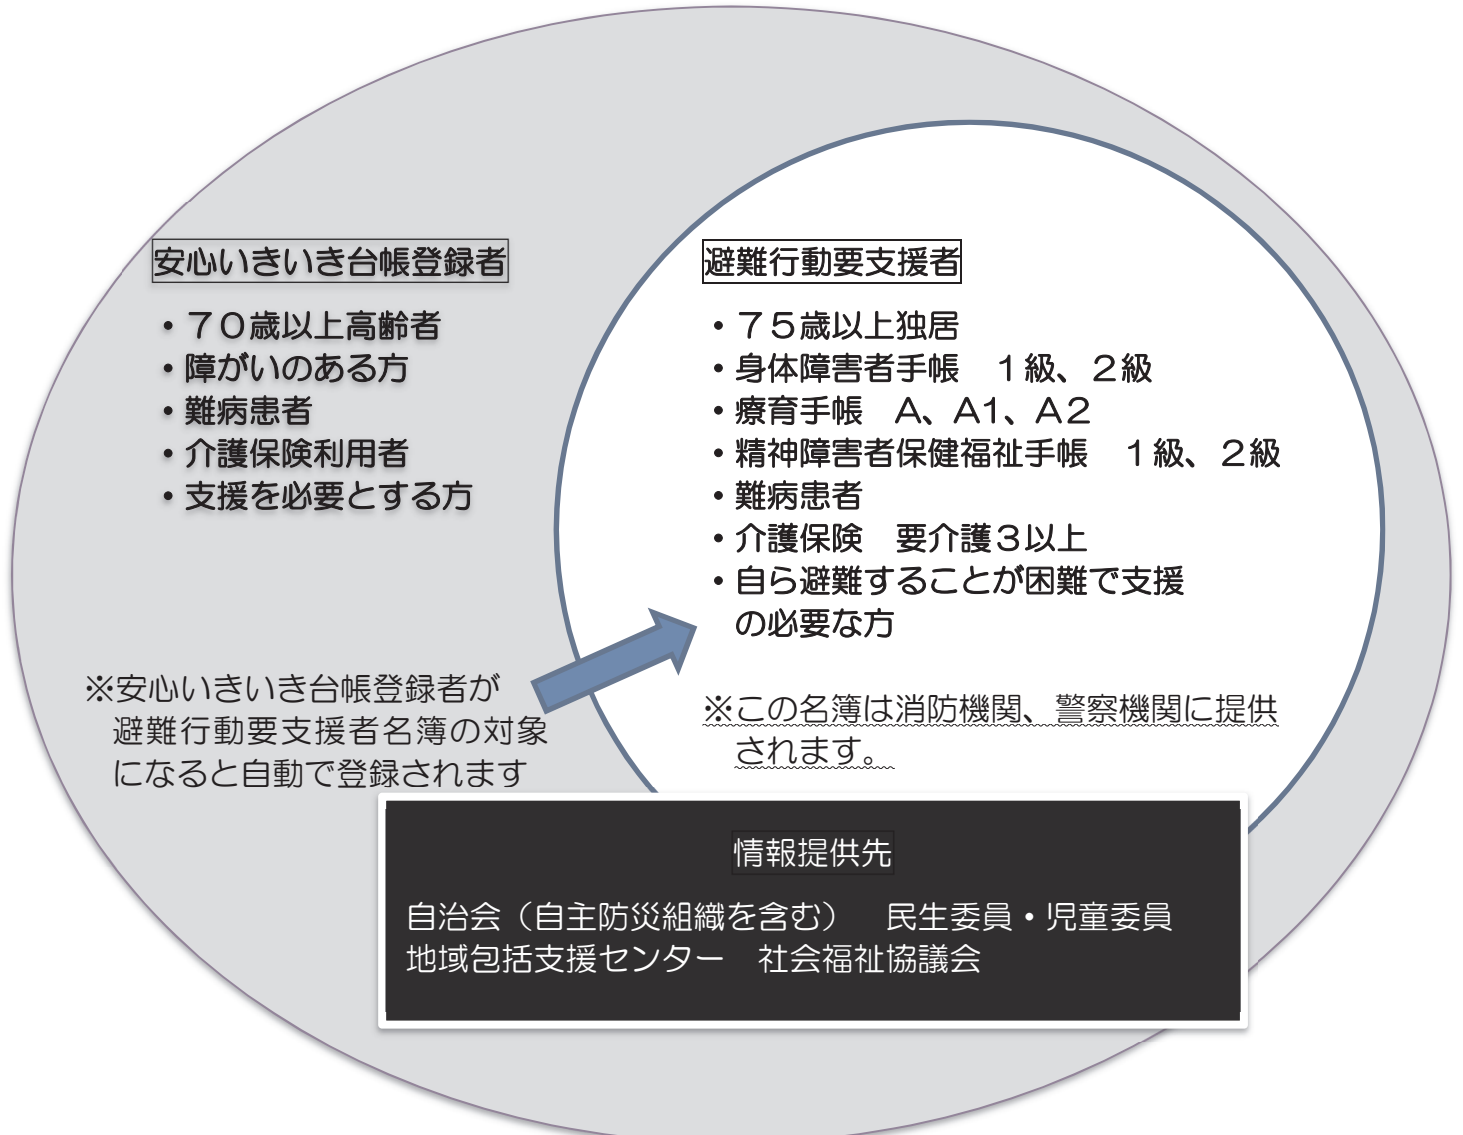 安心いきいき台帳登録者
・７０歳以上高齢者
・障がいのある方
・難病患者
・介護保険利用者
・支援を必要とする方
※安心いきいき台帳登録者が
避難行動要支援者名簿の対象
になると自動で登録されます
避難行動要支援者
・７５歳以上独居
・身体障害者手帳　１級、２級
・療育手帳　A、A1、A２
・精神障害者保健福祉手帳　１級、２級
・難病患者
・介護保険　要介護３以上
・自ら避難することが困難で支援
の必要な方
※この名簿は消防機関、警察機関に提供
されます。
情報提供先
自治会（自主防災組織を含む）　民生委員・児童委員
地域包括支援センター　社会福祉協議会